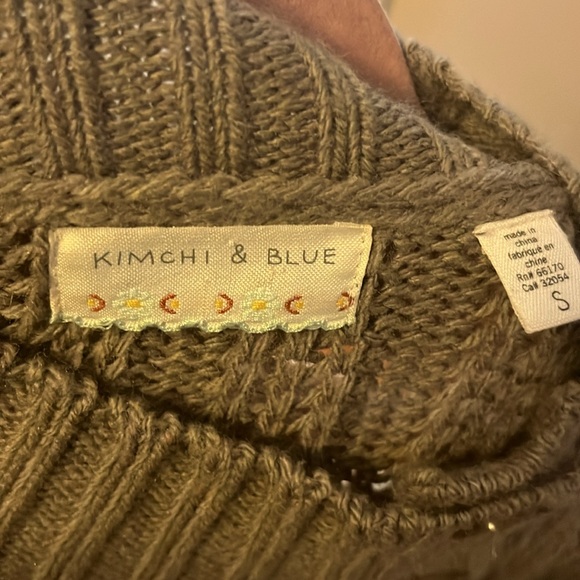 KIMCHI & BLUE
made in
china
fabriqué en
chine
Rn# 66170
Ca# 32054
S